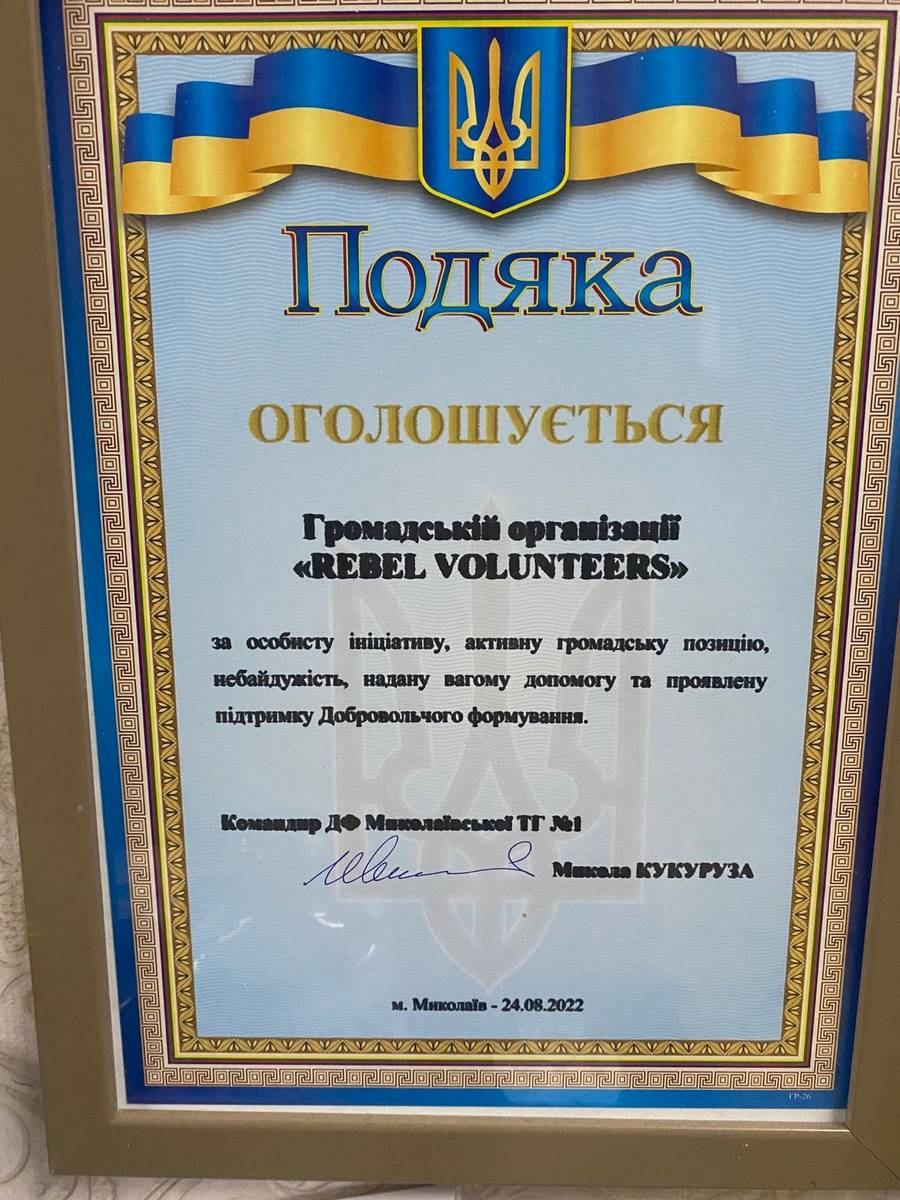 Подяка
ОГОЛОШУЄТЬСЯ
Громадській організації
«REBEL VOLUNTEERS»
за особисту ініціативу, активну громадську позицію,
небайдужість, надану вагому допомогу та проявлену
підтримку Добровольчого формування.
Командир ДФ Миколаївської ТГ №1
Микола КУКУРУЗА
м. Миколаїв - 24.08.2022
ГР-26